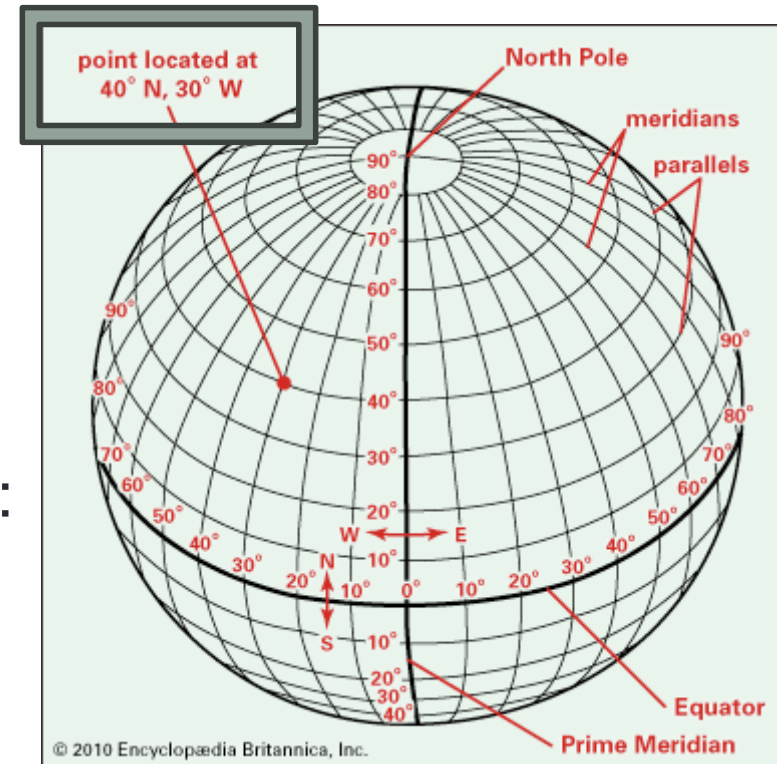 point located at
40° N, 30° W
North Pole
meridians
parallels
90°
80°
70°
60°
50°
40°
30°
20°
10°
90°
80°
70°
60°
50°
40°
30°
20°
10°
0°
10°
20°
30°
40°
50°
60°
70°
80°
90°
W
E
N
S
10°
20°
30°
40°
:
Equator
Prime Meridian
© 2010 Encyclopædia Britannica, Inc.